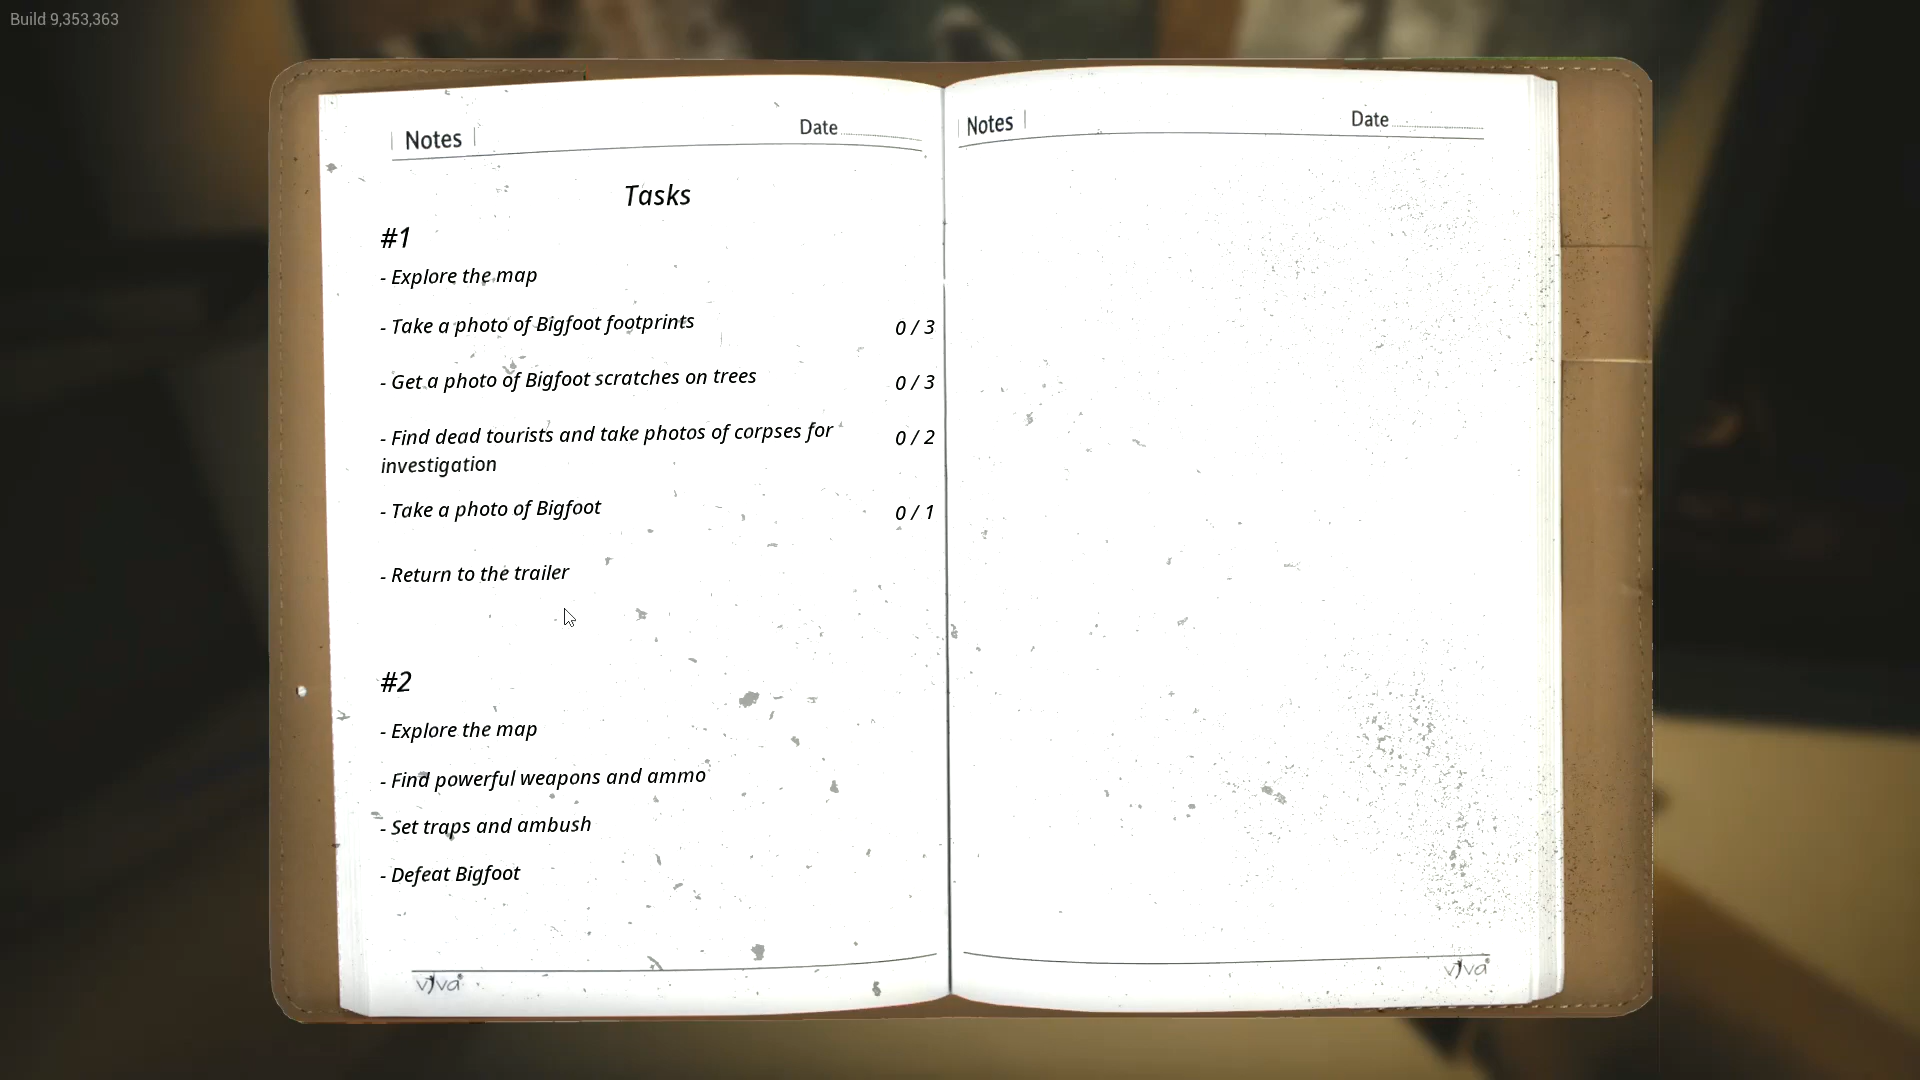 Build 9,353,363
Notes
Date
Tasks
#1
- Explore the map
- Take a photo of Bigfoot footprints 0 / 3
- Get a photo of Bigfoot scratches on trees 0 / 3
- Find dead tourists and take photos of corpses for 0 / 2
investigation
- Take a photo of Bigfoot 0 / 1
- Return to the trailer
#2
- Explore the map
- Find powerful weapons and ammo
- Set traps and ambush
- Defeat Bigfoot
viva
Notes
Date
viva